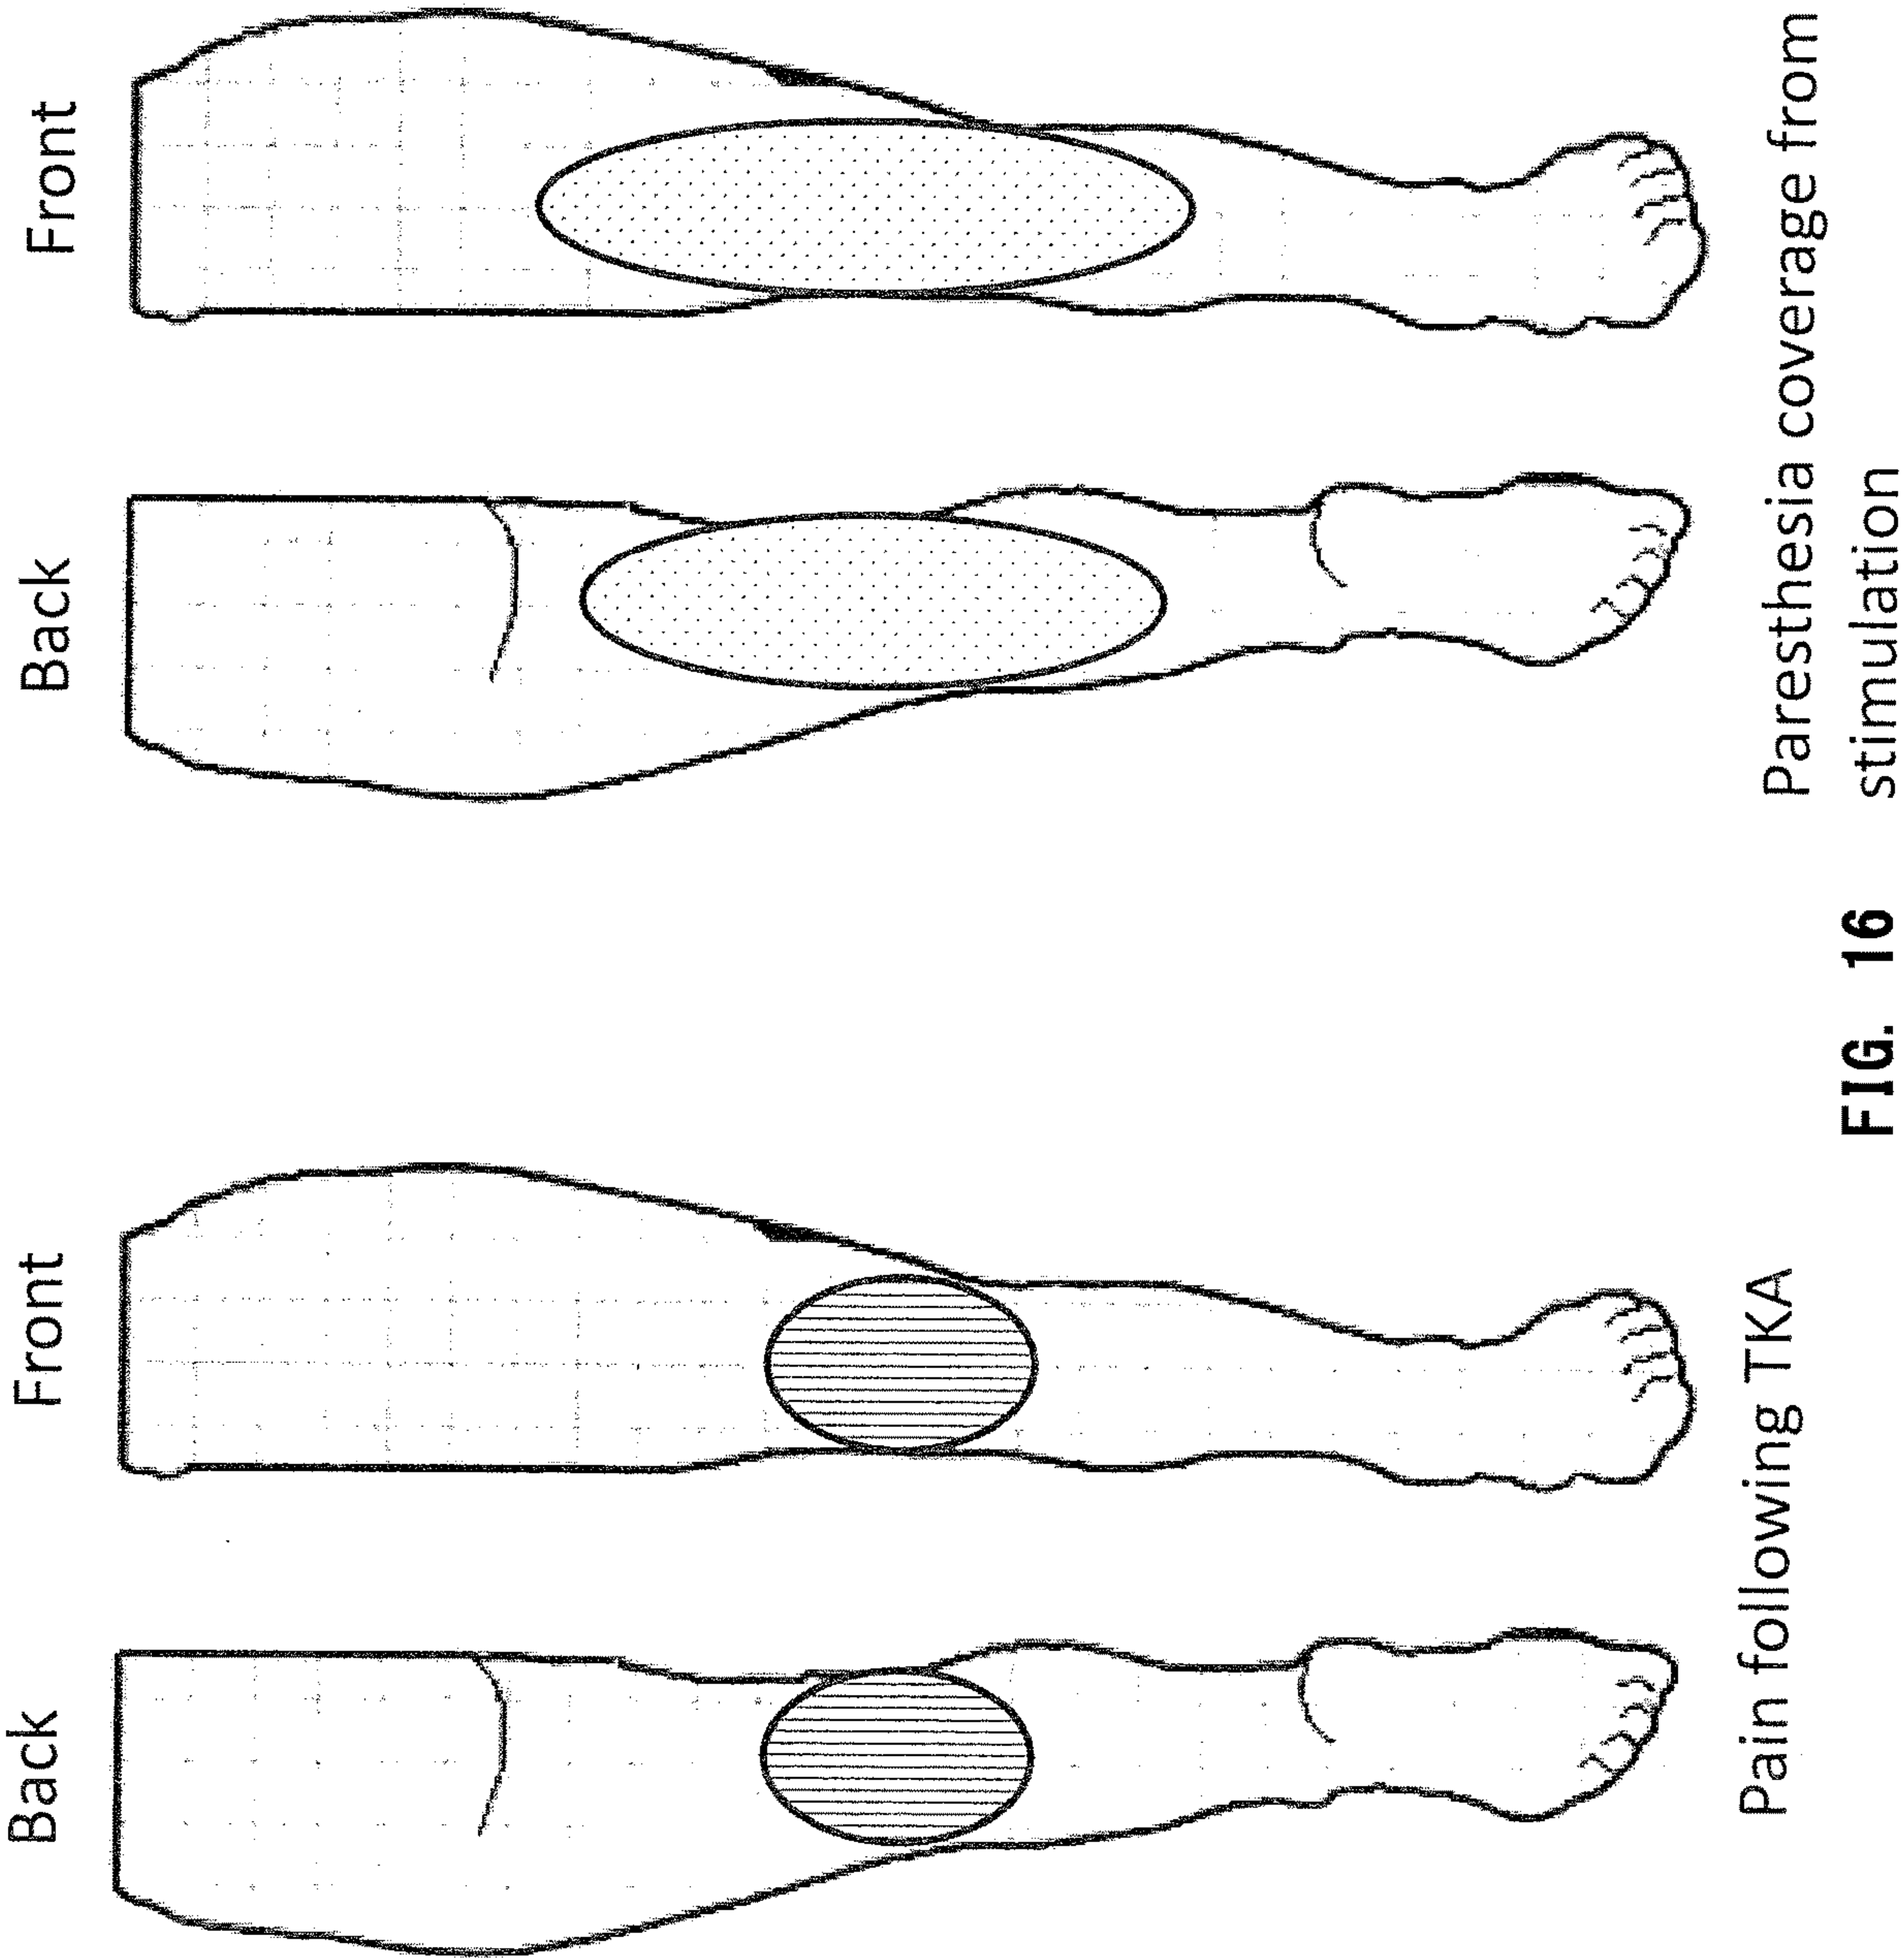 Back
Front
Back
Front
Pain following TKA
Paresthesia coverage from
stimulation
FIG. 16